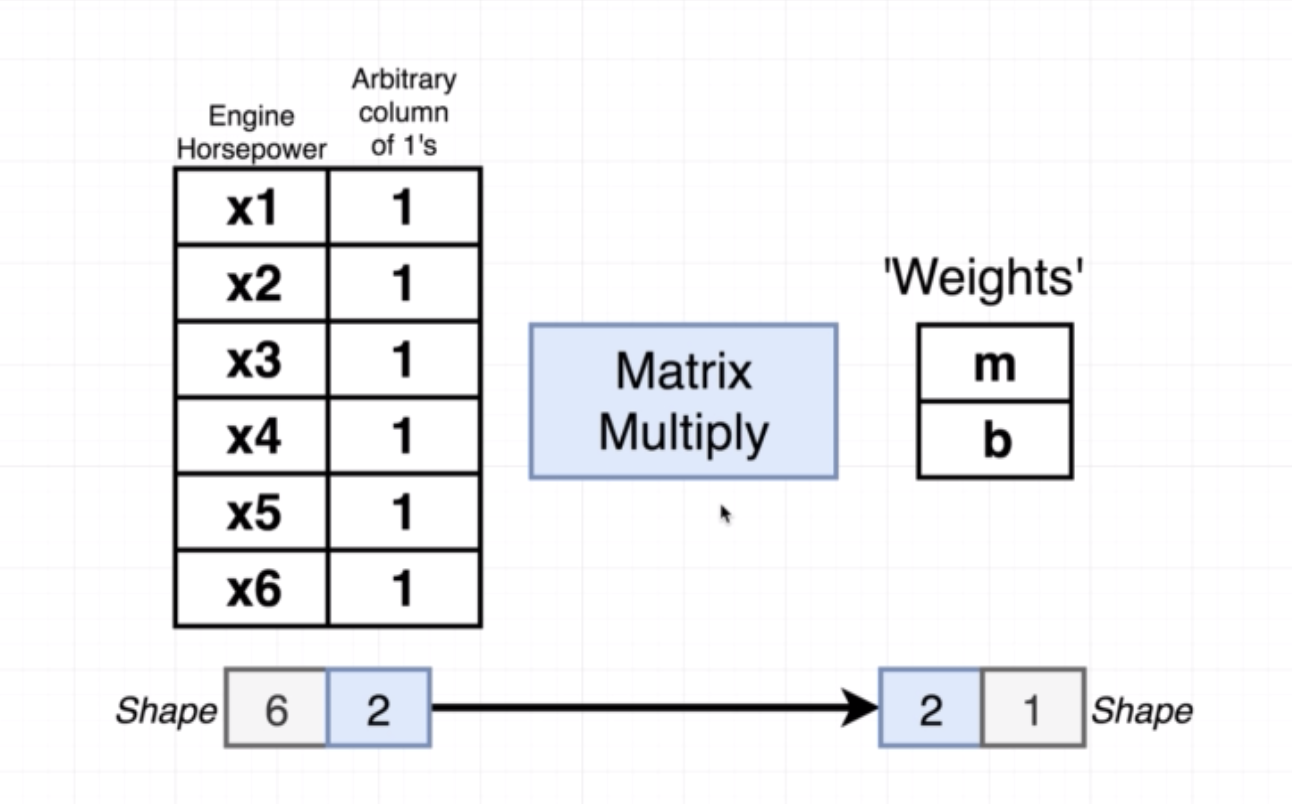 Engine
Horsepower
Arbitrary
column
of 1's
x1 1
x2 1
x3 1
x4 1
x5 1
x6 1
Matrix
Multiply
'Weights'
m
b
Shape 6 2
2 1 Shape